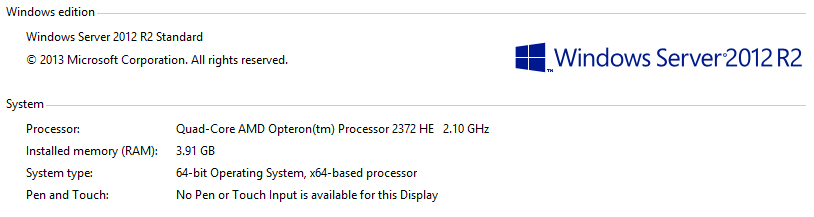 Windows edition
Windows Server 2012 R2 Standard
© 2013 Microsoft Corporation. All rights reserved.
Windows Server®2012 R2
System
Processor: Quad-Core AMD Opteron(tm) Processor 2372 HE 2.10 GHz
Installed memory (RAM): 3.91 GB
System type: 64-bit Operating System, x64-based processor
Pen and Touch: No Pen or Touch Input is available for this Display